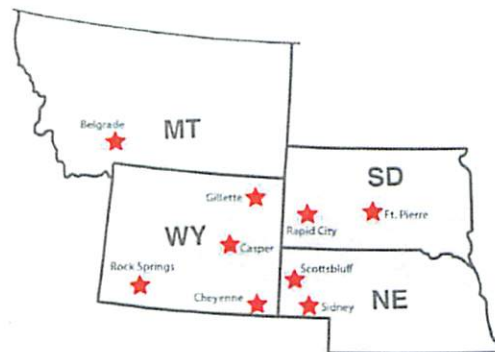 Belgrade
MT
Gillette
SD
WY
Rapid City
Ft. Pierre
Casper
Rock Springs
Scottsbluff
Cheyenne
Sidney
NE